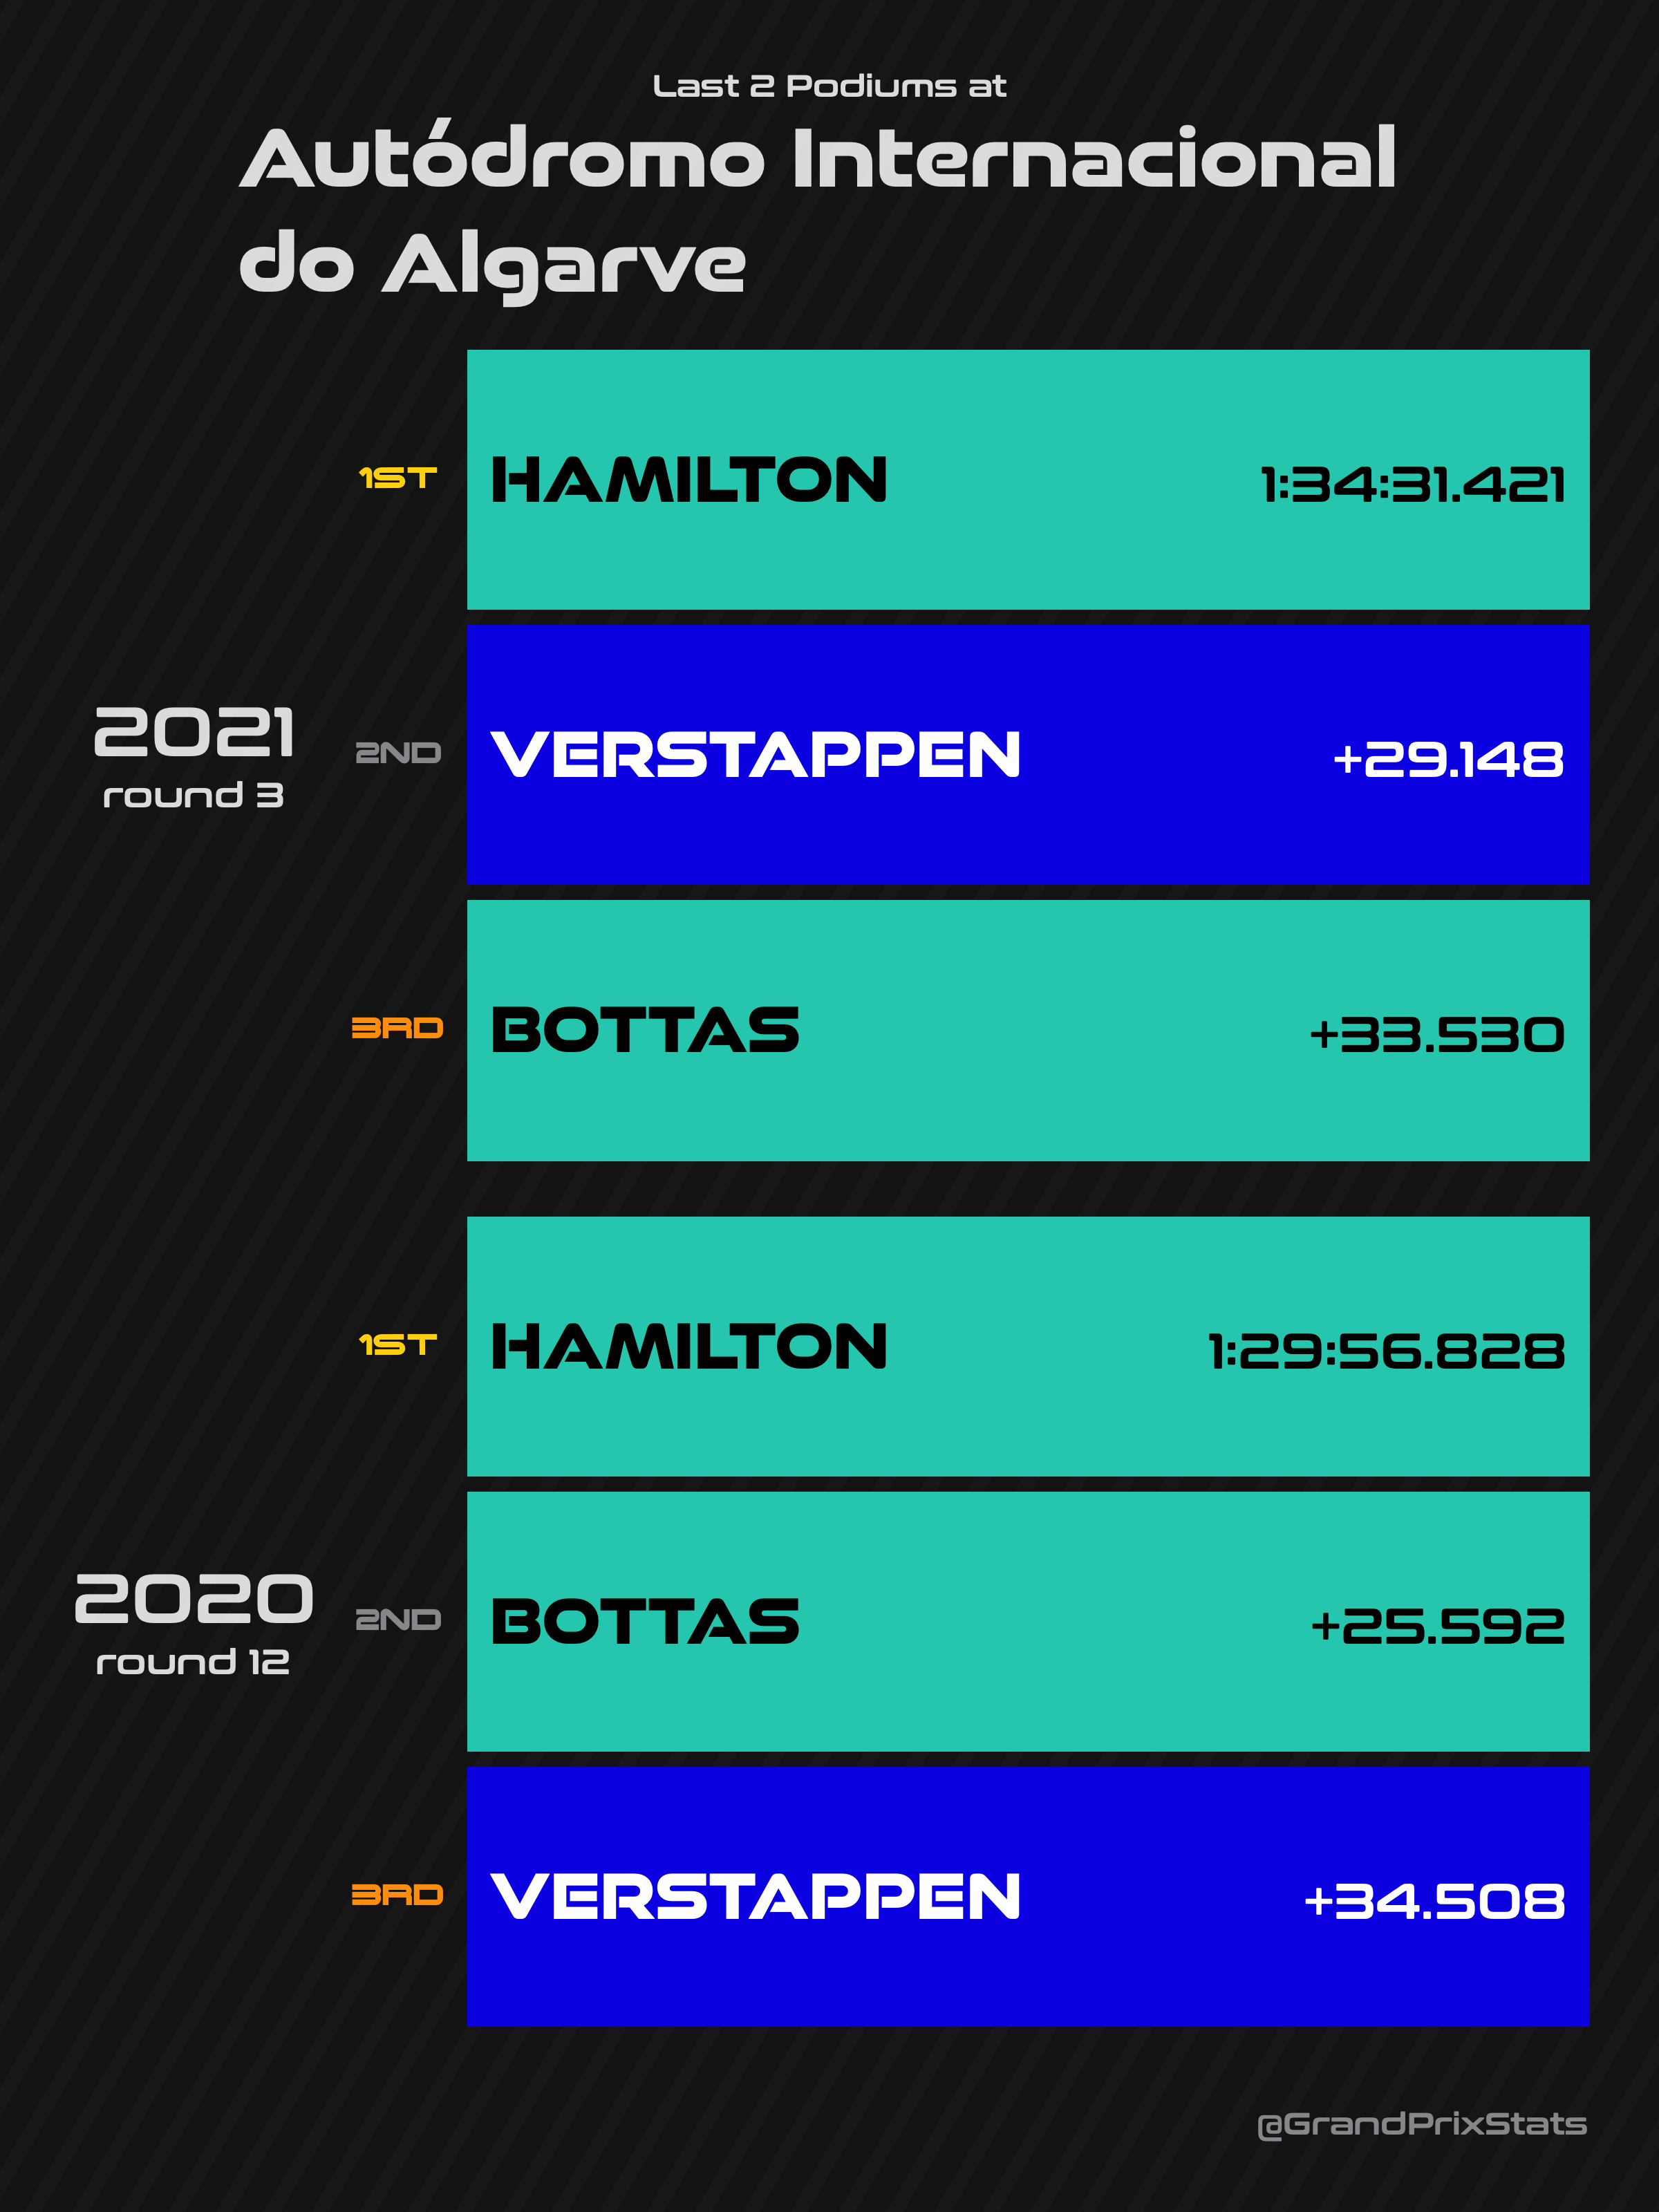 Last 2 Podiums at
Autódromo Internacional
do Algarve
2021
round 3
1ST HAMILTON 1:34:31.421
2ND VERSTAPPEN +29.148
3RD BOTTAS +33.530
2020
round 12
1ST HAMILTON 1:29:56.828
2ND BOTTAS +25.592
3RD VERSTAPPEN +34.508
@GrandPrixStats